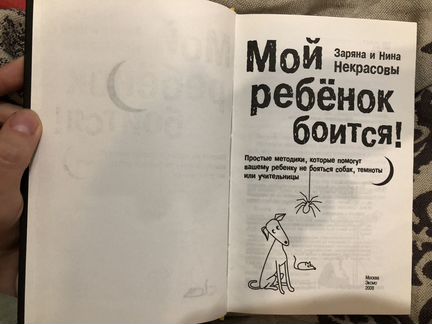 Мой
Заряна и Нина
Некрасовы
ребёнок
боится!
Простые методики, которые помогут
вашему ребенку не бояться собак, темноты
или учительницы
Москва
Эксмо
2008